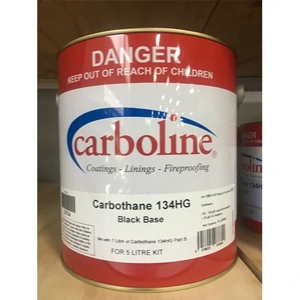 DANGER
KEEP OUT OF REACH OF CHILDREN
carboline
Coatings - Linings - Fireproofing
Carbothane 134HG
Black Base
Mix with 1 Litre of Carbothane 134HG Part B
FOR 5 LITRE KIT